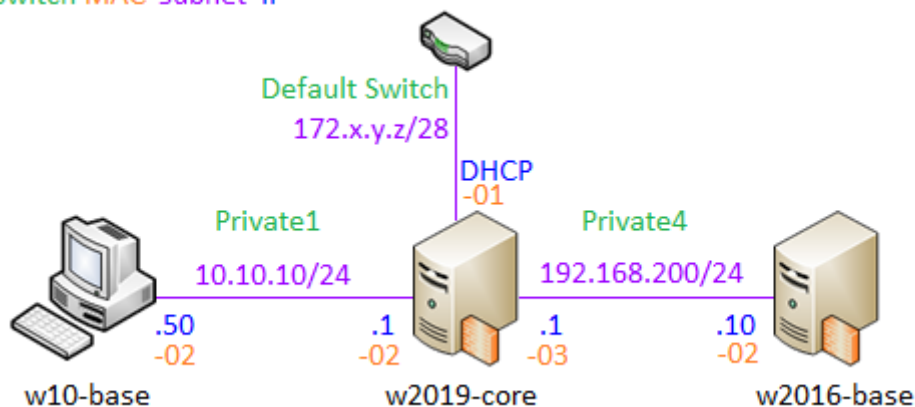 Default Switch
172.x.y.z/28
DHCP
-01
Private1
Private4
10.10.10/24
192.168.200/24
.50
.1
.1
.10
-02
-02
-03
-02
w10-base
w2019-core
w2016-base